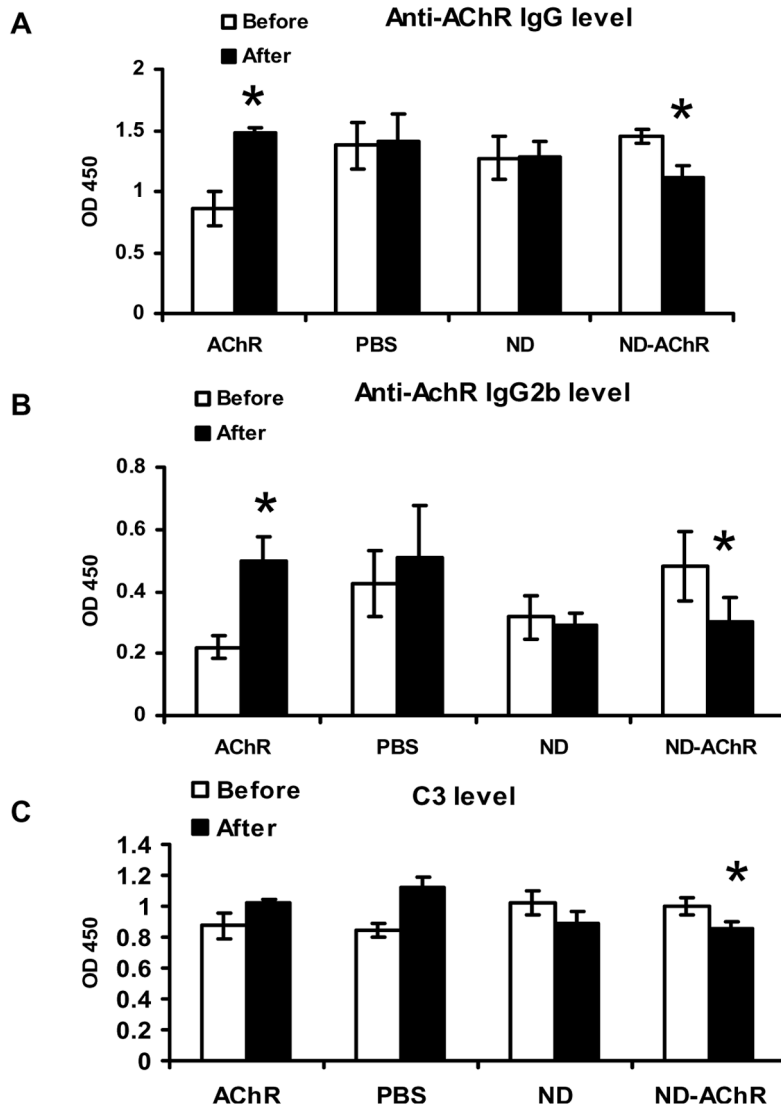 A
Anti-AChR IgG level
Before
After
2
1.5
1
0.5
0
OD 450
*
*
AChR PBS ND ND-AChR
B
Anti-AchR IgG2b level
Before
After
0.8
0.6
0.4
0.2
0
OD 450
*
*
AChR PBS ND ND-AChR
C
C3 level
Before
After
1.4
1.2
1
0.8
0.6
0.4
0.2
0
OD 450
*
AChR PBS ND ND-AChR